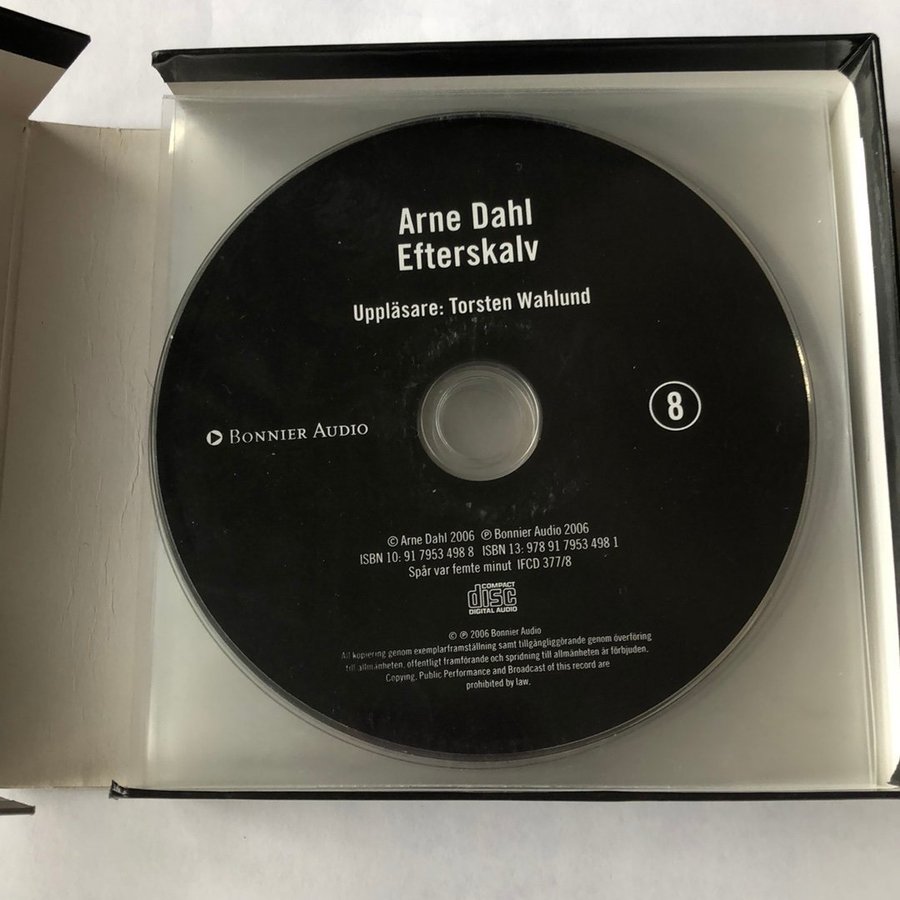 Arne Dahl
Efterskalv
Uppläsare: Torsten Wahlund
BONNIER AUDIO
8
© Arne Dahl 2006 ℗ Bonnier Audio 2006
ISBN 10: 91 7953 498 8 ISBN 13: 978 91 7953 498 1
Spår var femte minut IFCD 377/8
COMPACT
disc
DIGITAL AUDIO
© ℗ 2006 Bonnier Audio
All kopiering genom exemplarframställning samt tillgängliggörande genom överföring
till allmänheten, offentligt framförande och spridning till allmänheten är förbjuden.
Copying, Public Performance and Broadcast of this record are
prohibited by law.